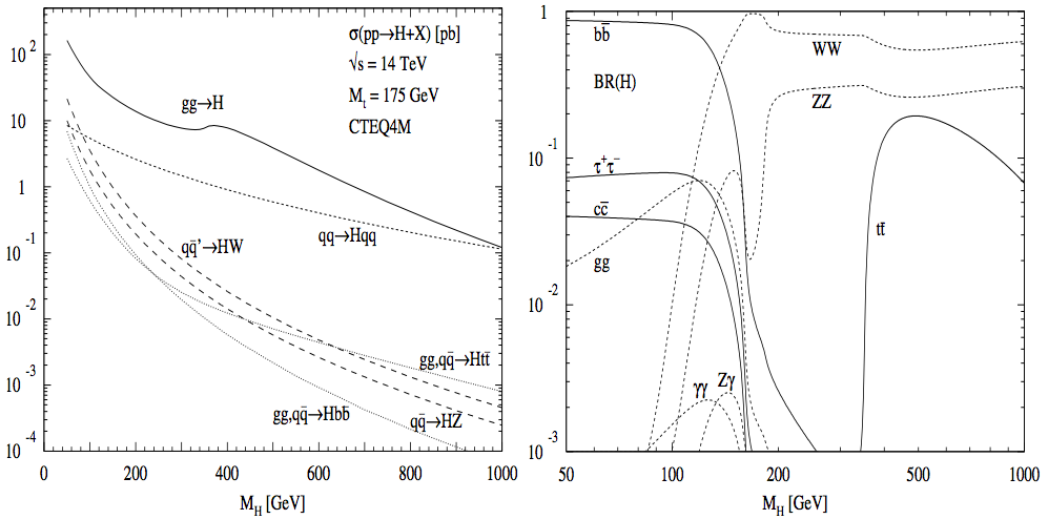 σ(pp→H+X) [pb]
√s = 14 TeV
M_t = 175 GeV
CTEQ4M
gg→H
qq→Hqq
qq̄'→HW
gg,qq̄→Htt̄
gg,qq̄→Hbb̄
qq̄→HZ
10²
10
1
10⁻¹
10⁻²
10⁻³
10⁻⁴
0 200 400 600 800 1000
M_H [GeV]
bb̄
WW
BR(H)
ZZ
τ⁺τ⁻
cc̄
tt̄
gg
γγ
Zγ
1
10⁻¹
10⁻²
10⁻³
50 100 200 500 1000
M_H [GeV]